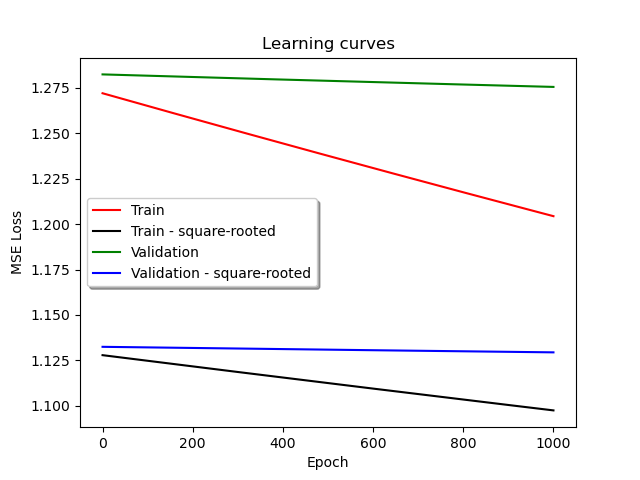 Learning curves
MSE Loss
1.275
1.250
1.225
1.200
1.175
1.150
1.125
1.100
Train
Train - square-rooted
Validation
Validation - square-rooted
0 200 400 600 800 1000
Epoch